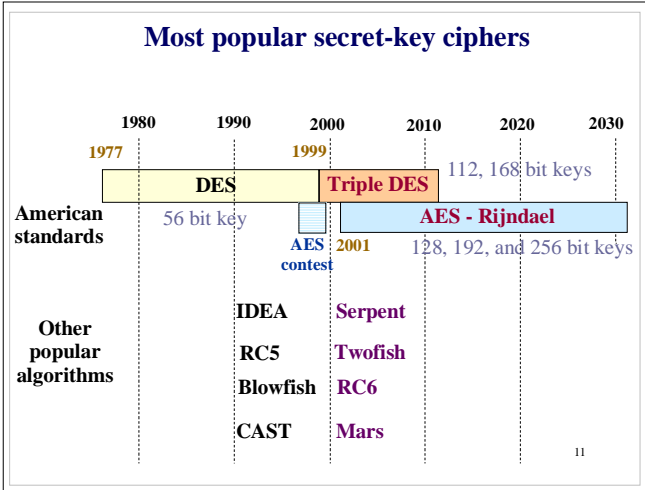 Most popular secret-key ciphers
1980 1990 2000 2010 2020 2030
1977 1999
112, 168 bit keys
DES Triple DES
American standards
56 bit key
AES - Rijndael
AES contest
2001
128, 192, and 256 bit keys
Other popular algorithms
IDEA Serpent
RC5 Twofish
Blowfish RC6
CAST Mars
11